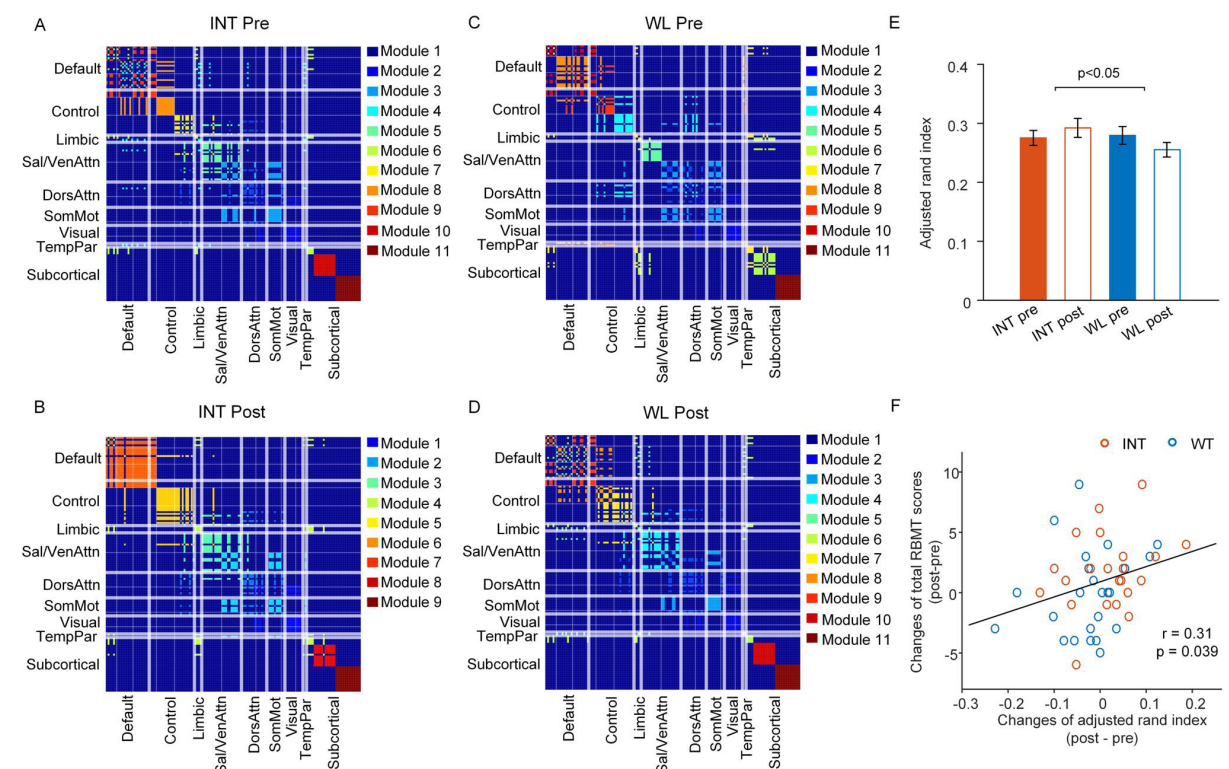 A
INT Pre
Default
Control
Limbic
Sal/VenAttn
DorsAttn
SomMot
Visual
TempPar
Subcortical
Default
Control
Limbic
Sal/VenAttn
DorsAttn
SomMot
Visual
TempPar
Subcortical
Module 1
Module 2
Module 3
Module 4
Module 5
Module 6
Module 7
Module 8
Module 9
Module 10
Module 11
C
WL Pre
Default
Control
Limbic
Sal/VenAttn
DorsAttn
SomMot
Visual
TempPar
Subcortical
Default
Control
Limbic
Sal/VenAttn
DorsAttn
SomMot
Visual
TempPar
Subcortical
Module 1
Module 2
Module 3
Module 4
Module 5
Module 6
Module 7
Module 8
Module 9
Module 10
Module 11
E
p<0.05
Adjusted rand index
0.4
0.3
0.2
0.1
0
INT pre
INT post
WL pre
WL post
B
INT Post
Default
Control
Limbic
Sal/VenAttn
DorsAttn
SomMot
Visual
TempPar
Subcortical
Default
Control
Limbic
Sal/VenAttn
DorsAttn
SomMot
Visual
TempPar
Subcortical
Module 1
Module 2
Module 3
Module 4
Module 5
Module 6
Module 7
Module 8
Module 9
D
WL Post
Default
Control
Limbic
Sal/VenAttn
DorsAttn
SomMot
Visual
TempPar
Subcortical
Default
Control
Limbic
Sal/VenAttn
DorsAttn
SomMot
Visual
TempPar
Subcortical
Module 1
Module 2
Module 3
Module 4
Module 5
Module 6
Module 7
Module 8
Module 9
Module 10
Module 11
F
INT WT
Changes of total RBMT scores
(post-pre)
10
5
0
-5
r = 0.31
p = 0.039
-0.3 -0.2 -0.1 0 0.1 0.2
Changes of adjusted rand index
(post - pre)